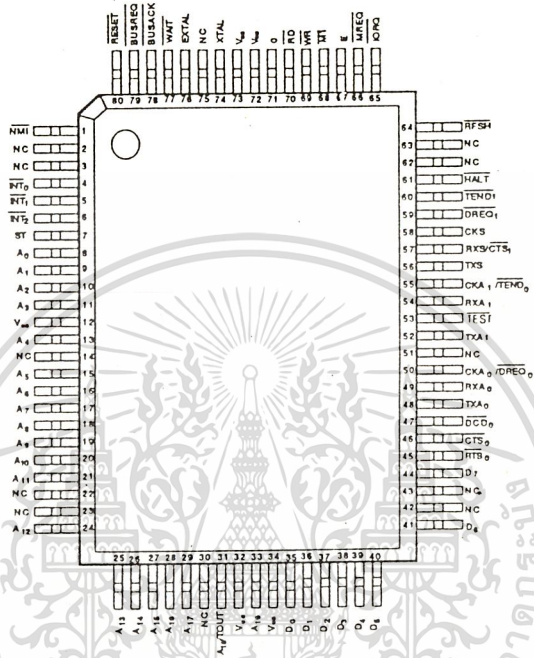 RESET
BUSREQ
BUSACK
WAIT
EXTAL
NC
XTAL
Vss
Vss
0
RD
WR
M1
E
MREQ
IORQ
80 79 78 77 76 75 74 73 72 71 70 69 68 67 66 65
NMI 1
NC 2
NC 3
INT0 4
INT1 5
INT2 6
ST 7
A0 8
A1 9
A2 10
A3 11
Vss 12
A4 13
NC 14
A5 15
A6 16
A7 17
A8 18
A9 19
A10 20
A11 21
NC 22
NC 23
A12 24
64 RFSH
63 NC
62 NC
61 HALT
60 TEND1
59 DREQ1
58 CKS
57 RXS/CTS1
56 TXS
55 CKA1/TEND0
54 RXA1
53 TEST
52 TXA1
51 NC
50 CKA0/DREQ0
49 RXA0
48 TXA0
47 DCD0
46 CTS0
45 RTS0
44 D7
43 NC
42 NC
41 D6
25 26 27 28 29 30 31 32 33 34 35 36 37 38 39 40
A13
A14
A15
A16
A17
NC
A18/TOUT
A19
D0
D1
D2
D3
D4
D5